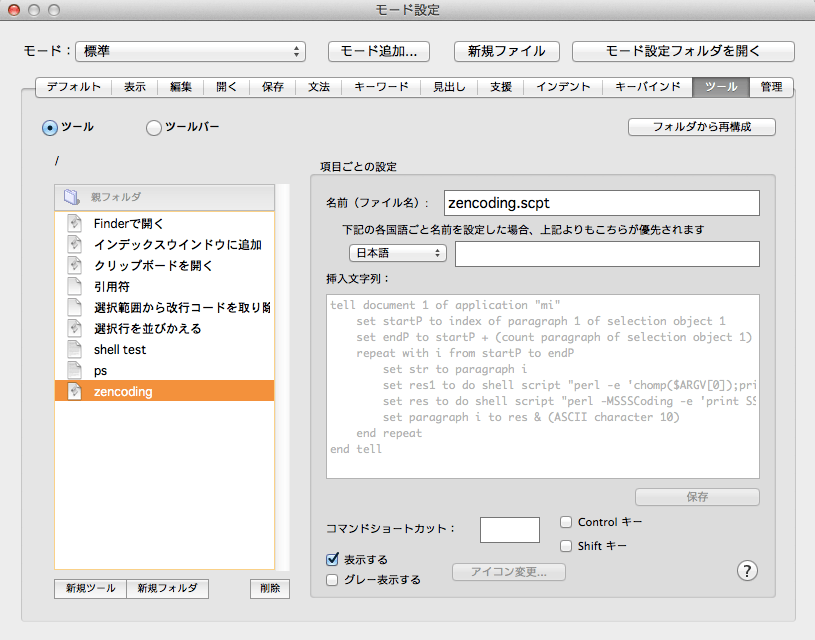 モード設定
モード： 標準 モード追加... 新規ファイル モード設定フォルダを開く
デフォルト 表示 編集 開く 保存 文法 キーワード 見出し 支援 インデント キーバインド ツール 管理
ツール ツールバー フォルダから再構成
/
親フォルダ
Finderで開く
インデックスウインドウに追加
クリップボードを開く
引用符
選択範囲から改行コードを取り除
選択行を並びかえる
shell test
ps
zencoding
新規ツール 新規フォルダ 削除
項目ごとの設定
名前（ファイル名）： zencoding.scpt
下記の各国語ごと名前を設定した場合、上記よりもこちらが優先されます
日本語
挿入文字列：
tell document 1 of application "mi"
set startP to index of paragraph 1 of selection object 1
set endP to startP + (count paragraph of selection object 1)
repeat with i from startP to endP
set str to paragraph i
set res1 to do shell script "perl -e 'chomp($ARGV[0]);pri
set res to do shell script "perl -MSSSCoding -e 'print SS
set paragraph i to res & (ASCII character 10)
end repeat
end tell
保存
コマンドショートカット： Control キー
Shift キー
表示する
グレー表示する アイコン変更... ?